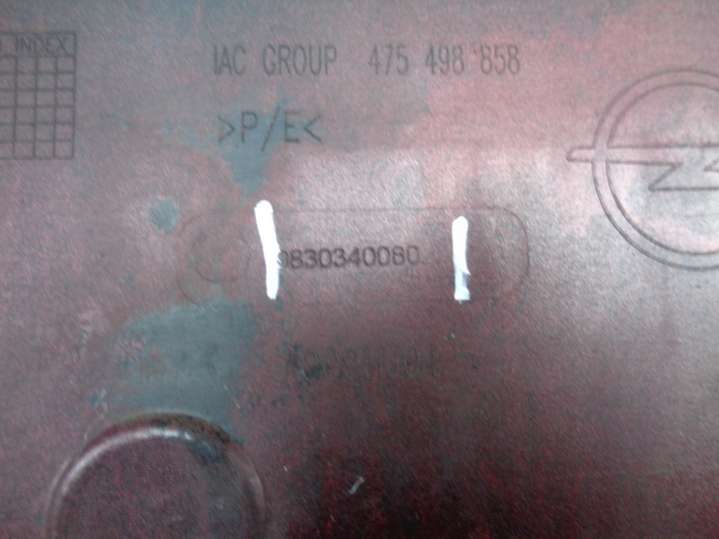 INDEX
IAC GROUP 475 498 858
>P/E<
9830340080